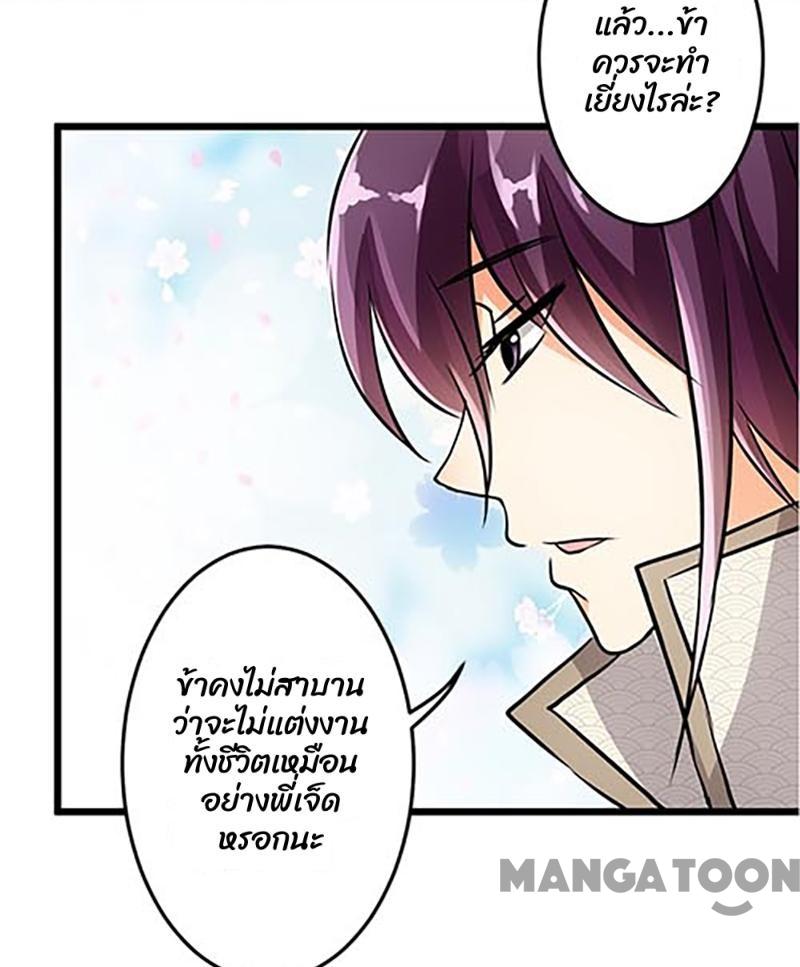 แล้ว...ข้า
ควรจะทำ
เยี่ยงไรล่ะ?
ข้าคงไม่สาบาน
ว่าจะไม่แต่งงาน
ทั้งชีวิตเหมือน
อย่างพี่เจ็ด
หรอกนะ
MANGATOON